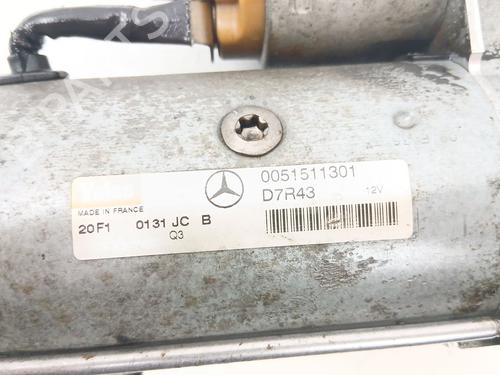 0051511301
D7R43 12V
MADE IN FRANCE
20F1 0131 JC B
Q3